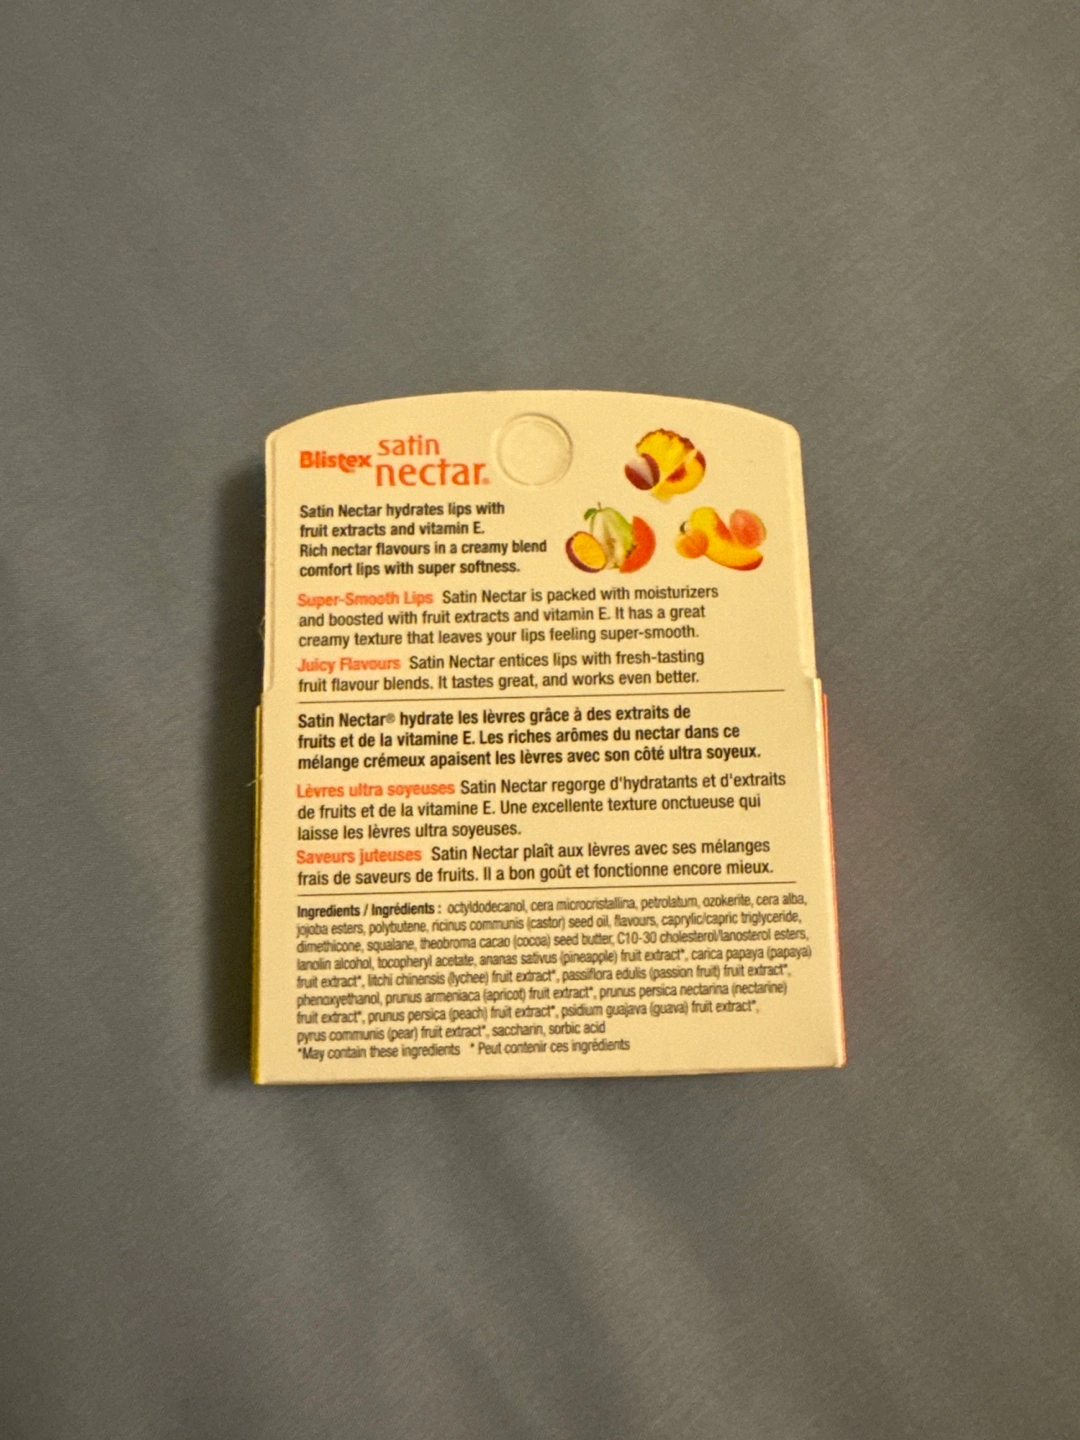 Blistex satin nectar®
Satin Nectar hydrates lips with
fruit extracts and vitamin E.
Rich nectar flavours in a creamy blend
comfort lips with super softness.
Super-Smooth Lips Satin Nectar is packed with moisturizers
and boosted with fruit extracts and vitamin E. It has a great
creamy texture that leaves your lips feeling super-smooth.
Juicy Flavours Satin Nectar entices lips with fresh-tasting
fruit flavour blends. It tastes great, and works even better.
Satin Nectar® hydrate les lèvres grâce à des extraits de
fruits et de la vitamine E. Les riches arômes du nectar dans ce
mélange crémeux apaisent les lèvres avec son côté ultra soyeux.
Lèvres ultra soyeuses Satin Nectar regorge d'hydratants et d'extraits
de fruits et de la vitamine E. Une excellente texture onctueuse qui
laisse les lèvres ultra soyeuses.
Saveurs juteuses Satin Nectar plaît aux lèvres avec ses mélanges
frais de saveurs de fruits. Il a bon goût et fonctionne encore mieux.
Ingredients / Ingrédients : octyldodecanol, cera microcristallina, petrolatum, ozokerite, cera alba,
jojoba esters, polybutene, ricinus communis (castor) seed oil, flavours, caprylic/capric triglyceride,
dimethicone, squalane, theobroma cacao (cocoa) seed butter, C10-30 cholesterol/lanosterol esters,
lanolin alcohol, tocopheryl acetate, ananas sativus (pineapple) fruit extract*, carica papaya (papaya)
fruit extract*, litchi chinensis (lychee) fruit extract*, passiflora edulis (passion fruit) fruit extract*,
phenoxyethanol, prunus armeniaca (apricot) fruit extract*, prunus persica nectarina (nectarine)
fruit extract*, prunus persica (peach) fruit extract*, psidium guajava (guava) fruit extract*,
pyrus communis (pear) fruit extract*, saccharin, sorbic acid
*May contain these ingredients * Peut contenir ces ingrédients